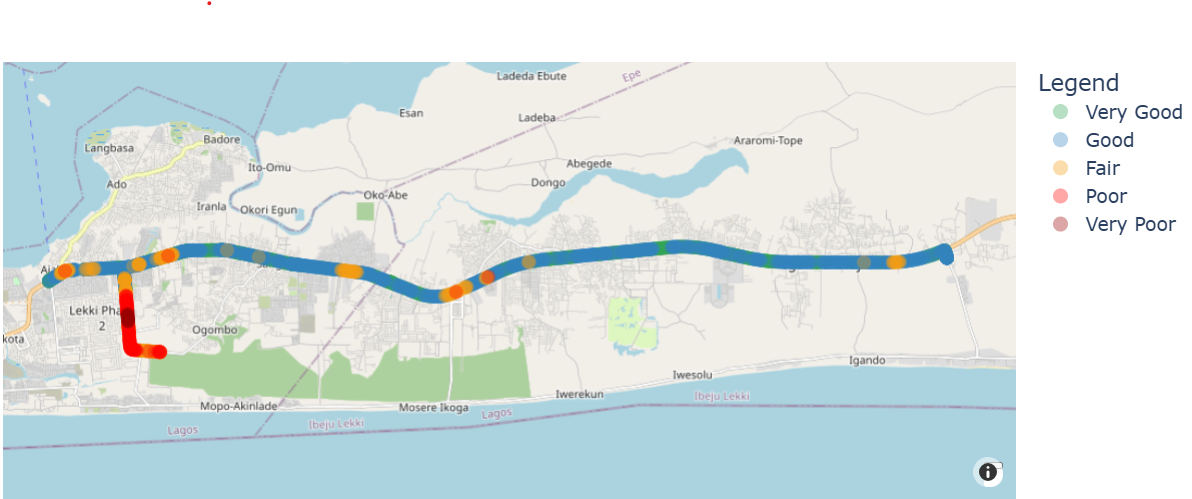 Ladeda Ebute
Epe
Esan
Ladeba
Langbasa
Badore
Araromi-Tope
Ito-Omu
Abegede
Ado
Dongo
Oko-Abe
Iranla
Okori Egun
Lekki Pha
2
Ogombo
kota
Igando
Iwesolu
Iwerekun
Mopo-Akinlade
Mosere Ikoga
Lagos
Ibeju Lekki
Lagos
Ibeju Lekki
Legend
Very Good
Good
Fair
Poor
Very Poor